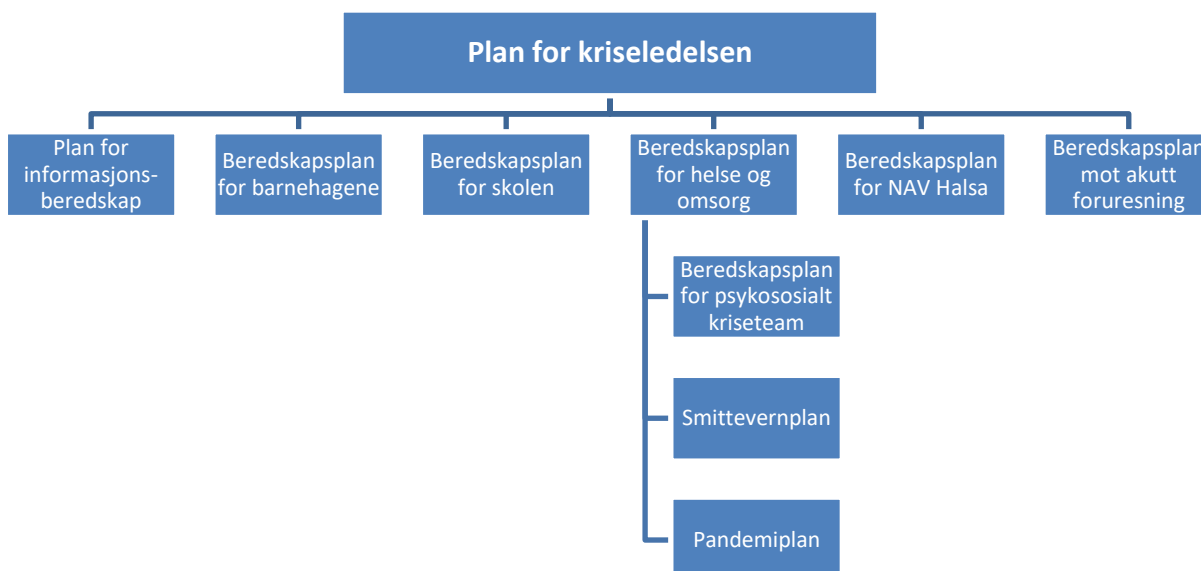 Plan for kriseledelsen
Plan for
informasjons-
beredskap
Beredskapsplan
for barnehagene
Beredskapsplan
for skolen
Beredskapsplan
for helse og
omsorg
Beredskapsplan
for NAV Halsa
Beredskapsplan
mot akutt
foruresning
Beredskapsplan
for psykososialt
kriseteam
Smittevernplan
Pandemiplan